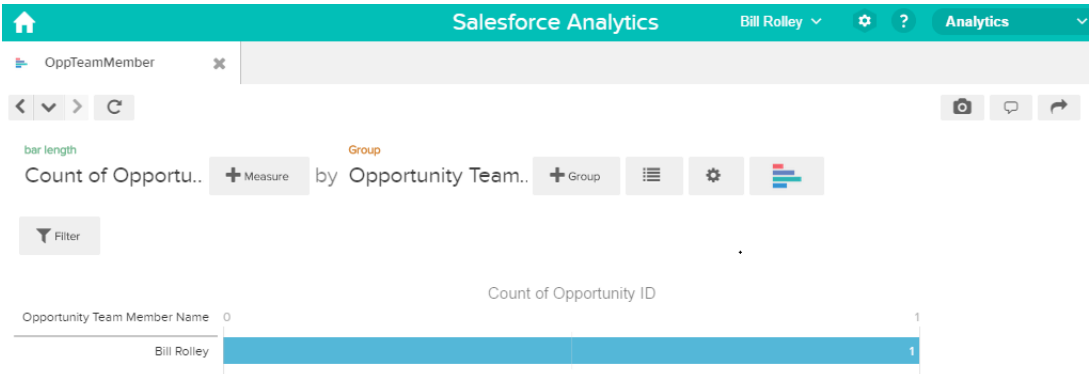 Salesforce Analytics Bill Rolley ? Analytics
OppTeamMember
bar length Group
Count of Opportu.. + Measure by Opportunity Team.. + Group
Filter
Count of Opportunity ID
Opportunity Team Member Name 0 1
Bill Rolley 1